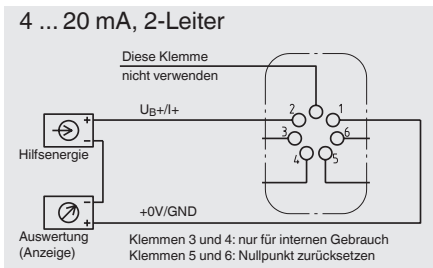 4 ... 20 mA, 2-Leiter
Diese Klemme
nicht verwenden
UB+/I+
2
1
3
6
4
5
+
−
Hilfsenergie
−
+
+0V/GND
Auswertung
(Anzeige)
Klemmen 3 und 4: nur für internen Gebrauch
Klemmen 5 und 6: Nullpunkt zurücksetzen